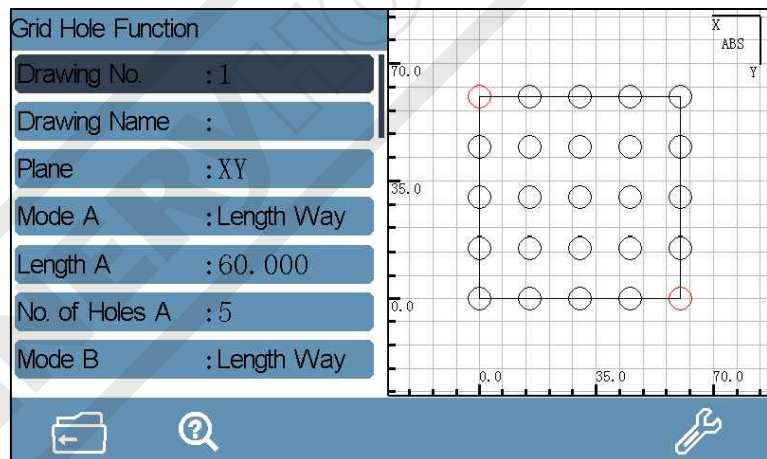 Grid Hole Function
Drawing No. :1
Drawing Name :
Plane :XY
Mode A :Length Way
Length A :60.000
No. of Holes A :5
Mode B :Length Way
X
ABS
Y
70.0
35.0
0.0
0.0 35.0 70.0